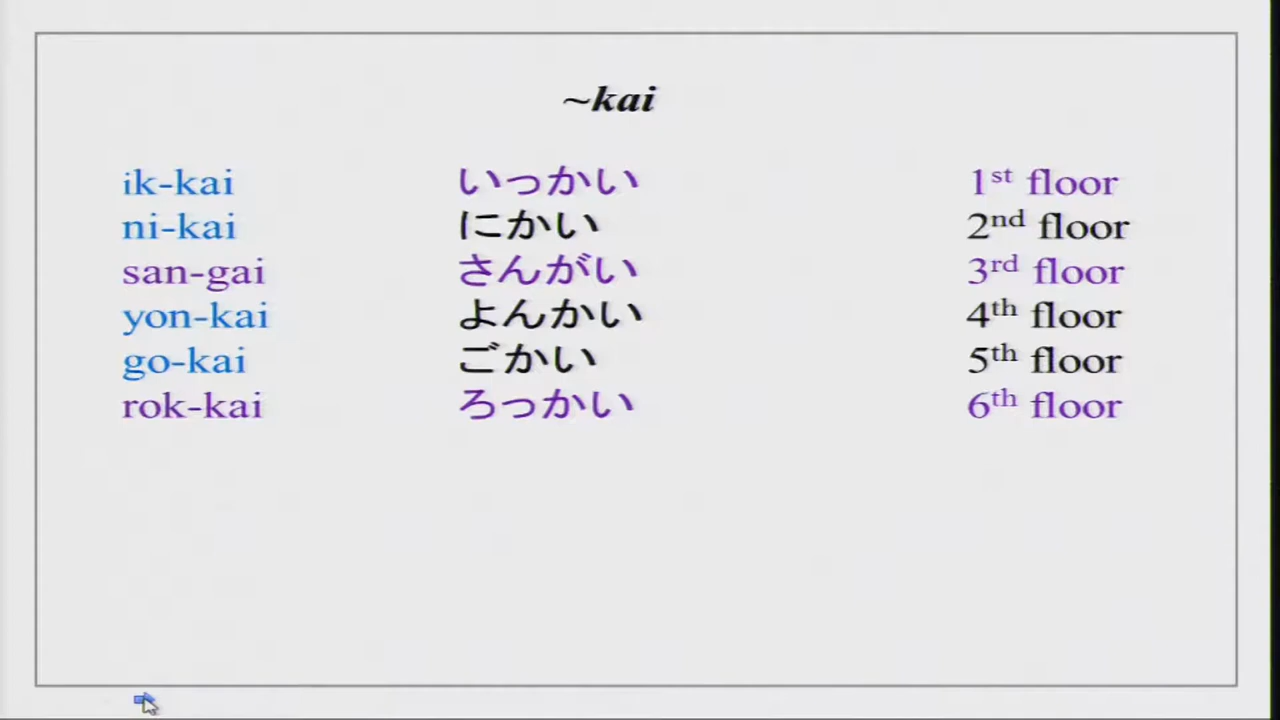 ~kai
ik-kai いっかい 1st floor
ni-kai にかい 2nd floor
san-gai さんがい 3rd floor
yon-kai よんかい 4th floor
go-kai ごかい 5th floor
rok-kai ろっかい 6th floor